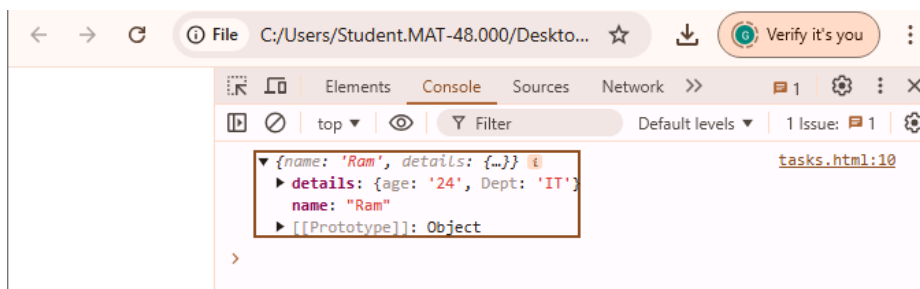 File C:/Users/Student.MAT-48.000/Deskto... G Verify it's you
Elements Console Sources Network 1
top Filter Default levels 1 Issue: 1
{name: 'Ram', details: {…}} i tasks.html:10
details: {age: '24', Dept: 'IT'}
name: "Ram"
[[Prototype]]: Object